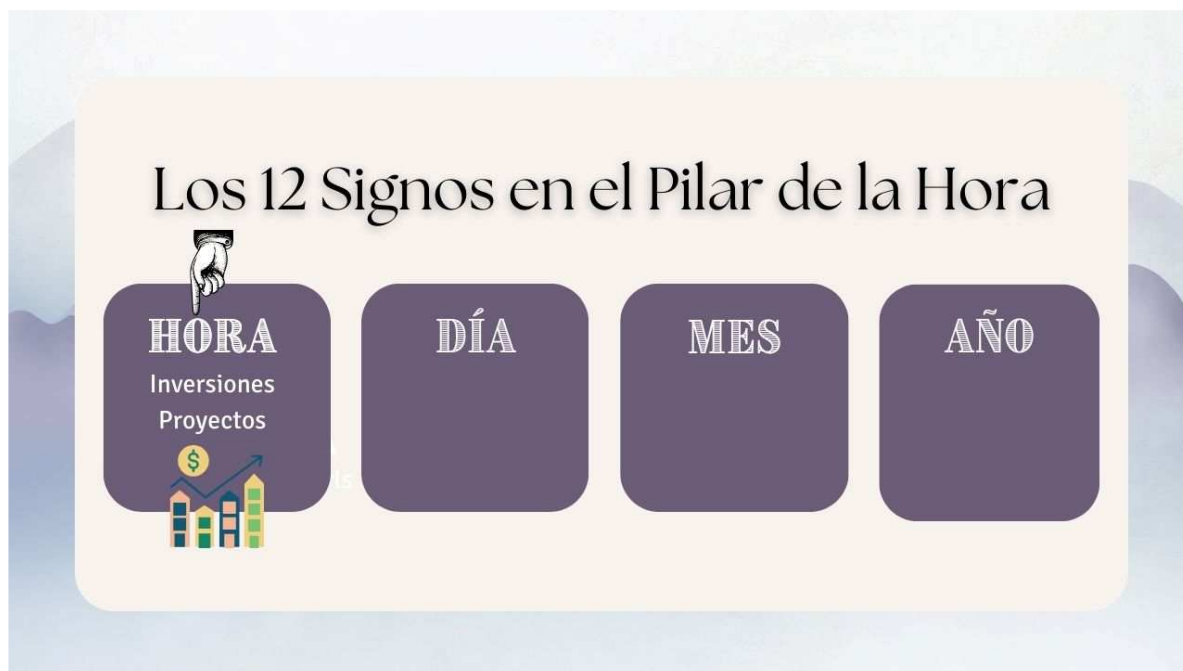 Los 12 Signos en el Pilar de la Hora
HORA
Inversiones
Proyectos
$
DÍA
MES
AÑO